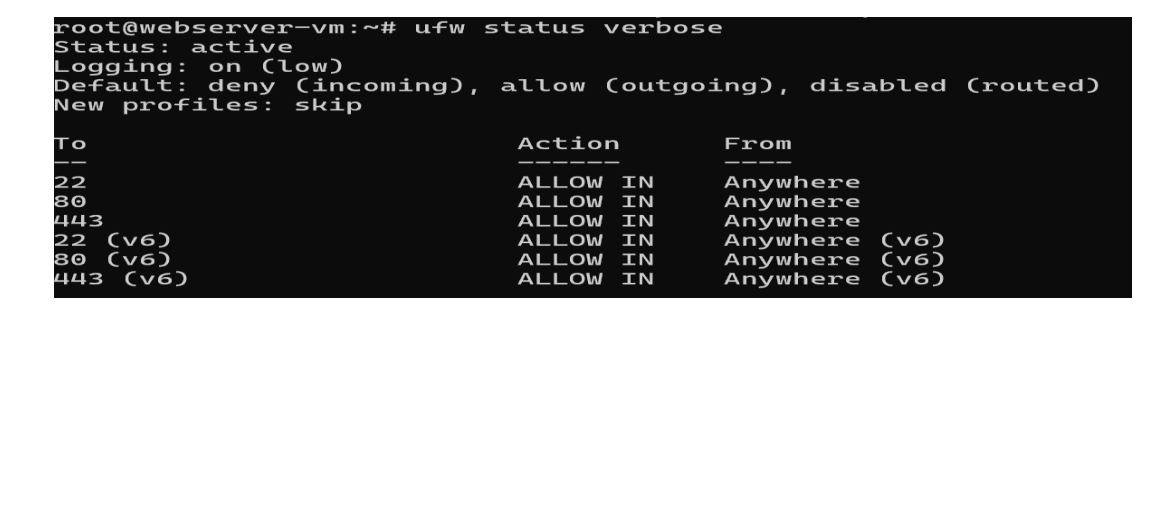 root@webserver-vm:~# ufw status verbose
Status: active
Logging: on (low)
Default: deny (incoming), allow (outgoing), disabled (routed)
New profiles: skip
To Action From
-- ------ ----
22 ALLOW IN Anywhere
80 ALLOW IN Anywhere
443 ALLOW IN Anywhere
22 (v6) ALLOW IN Anywhere (v6)
80 (v6) ALLOW IN Anywhere (v6)
443 (v6) ALLOW IN Anywhere (v6)